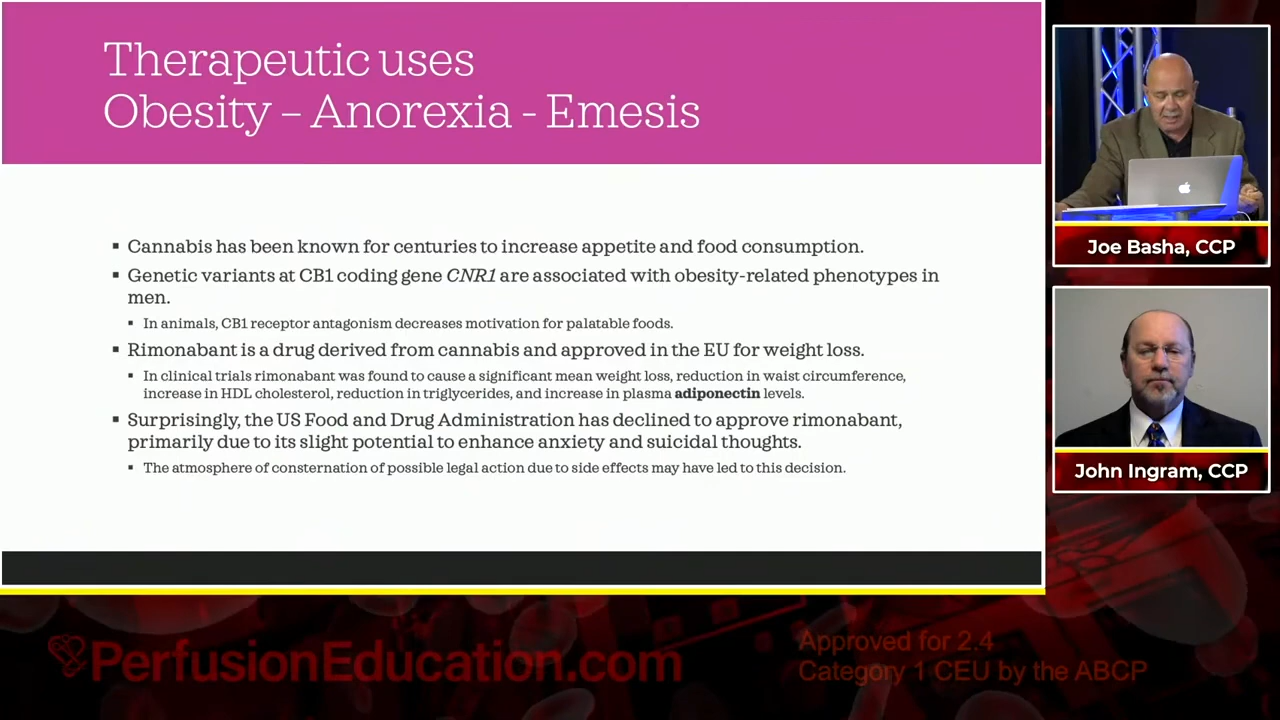 Therapeutic uses
Obesity – Anorexia - Emesis
▪ Cannabis has been known for centuries to increase appetite and food consumption.
▪ Genetic variants at CB1 coding gene CNR1 are associated with obesity-related phenotypes in
men.
▪ In animals, CB1 receptor antagonism decreases motivation for palatable foods.
▪ Rimonabant is a drug derived from cannabis and approved in the EU for weight loss.
▪ In clinical trials rimonabant was found to cause a significant mean weight loss, reduction in waist circumference,
increase in HDL cholesterol, reduction in triglycerides, and increase in plasma adiponectin levels.
▪ Surprisingly, the US Food and Drug Administration has declined to approve rimonabant,
primarily due to its slight potential to enhance anxiety and suicidal thoughts.
▪ The atmosphere of consternation of possible legal action due to side effects may have led to this decision.
Joe Basha, CCP
John Ingram, CCP
PerfusionEducation.com
Approved for 2.4
Category 1 CEU by the ABCP